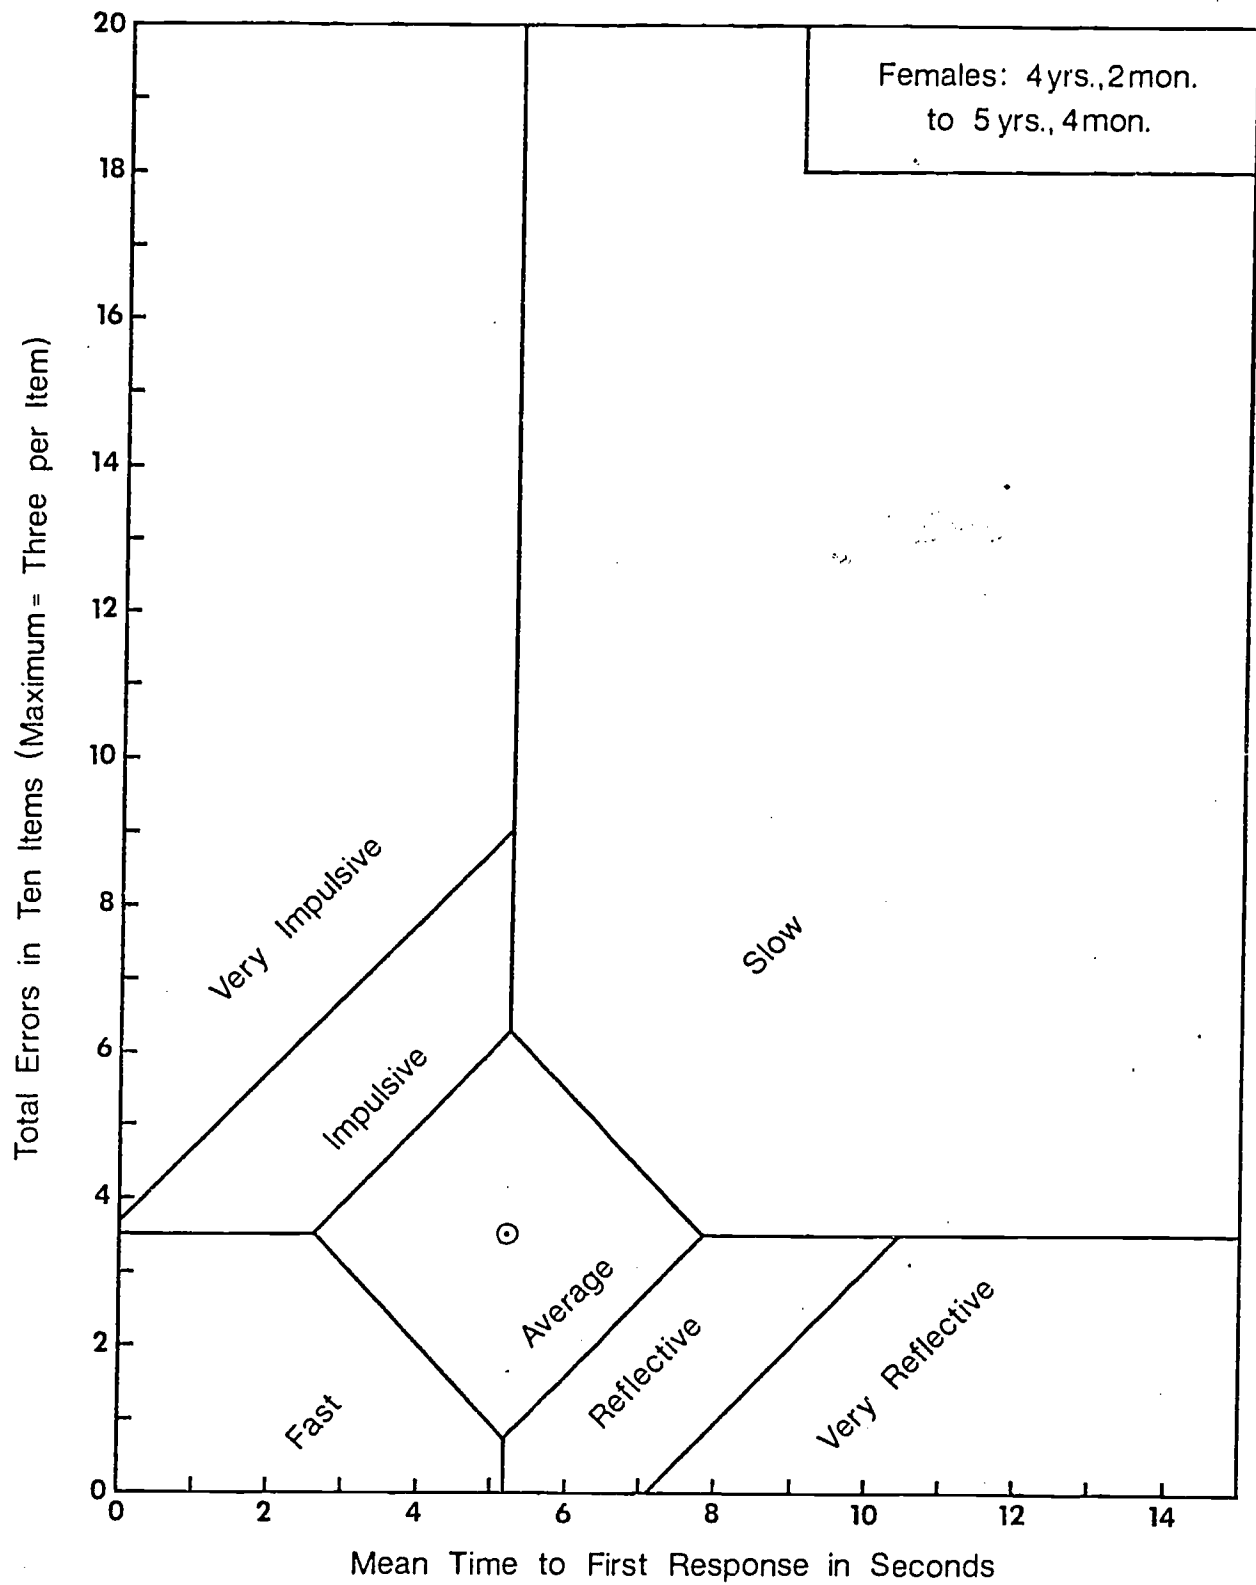 20
Females: 4 yrs., 2 mon.
to 5 yrs., 4 mon.
18
16
14
12
10
8
6
4
2
0
Total Errors in Ten Items (Maximum = Three per Item)
Very Impulsive
Slow
Impulsive
Average
Fast
Reflective
Very Reflective
0 2 4 6 8 10 12 14
Mean Time to First Response in Seconds